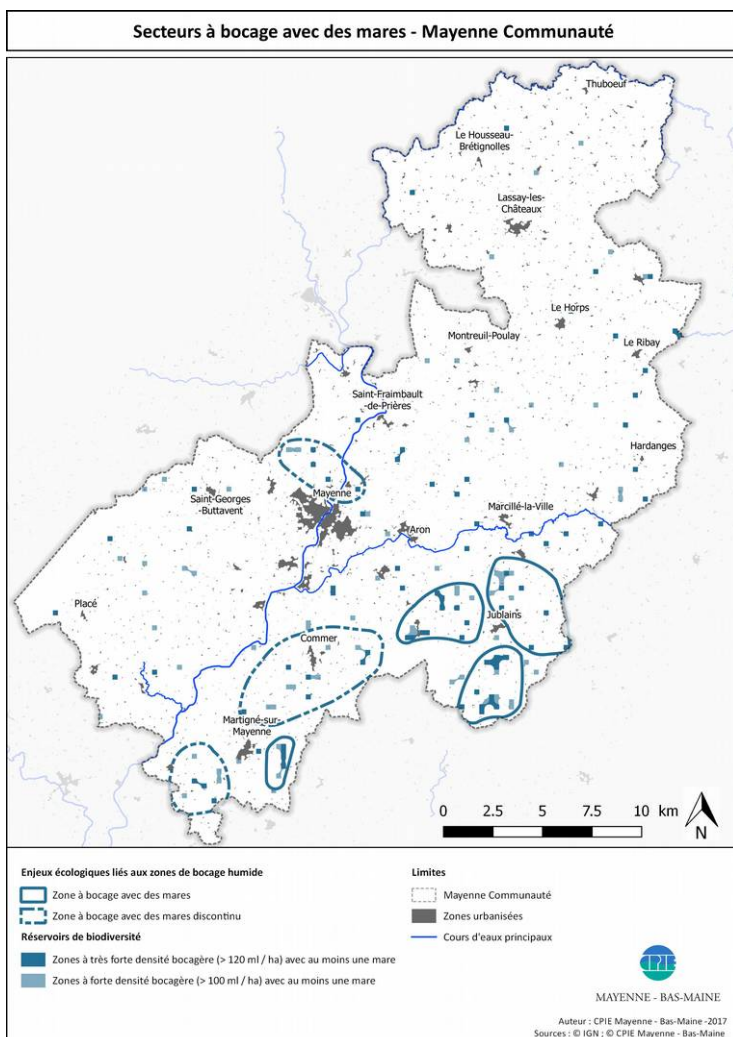 Secteurs à bocage avec des mares - Mayenne Communauté
Thuboeuf
Le Housseau-
Brétignolles
Lassay-les-
Châteaux
Le Horps
Montreuil-Poulay
Le Ribay
Saint-Fraimbault
-de-Prières
Hardanges
Mayenne
Saint-Georges
-Buttavent
Marcillé-la-Ville
Aron
Placé
Jublains
Commer
Martigné-sur-
Mayenne
0 2.5 5 7.5 10 km
N
Enjeux écologiques liés aux zones de bocage humide
Zone à bocage avec des mares
Zone à bocage avec des mares discontinu
Réservoirs de biodiversité
Zones à très forte densité bocagère (> 120 ml / ha) avec au moins une mare
Zones à forte densité bocagère (> 100 ml / ha) avec au moins une mare
Limites
Mayenne Communauté
Zones urbanisées
Cours d'eaux principaux
CPIE
MAYENNE - BAS-MAINE
Auteur : CPIE Mayenne - Bas-Maine -2017
Sources : © IGN ; © CPIE Mayenne - Bas-Maine